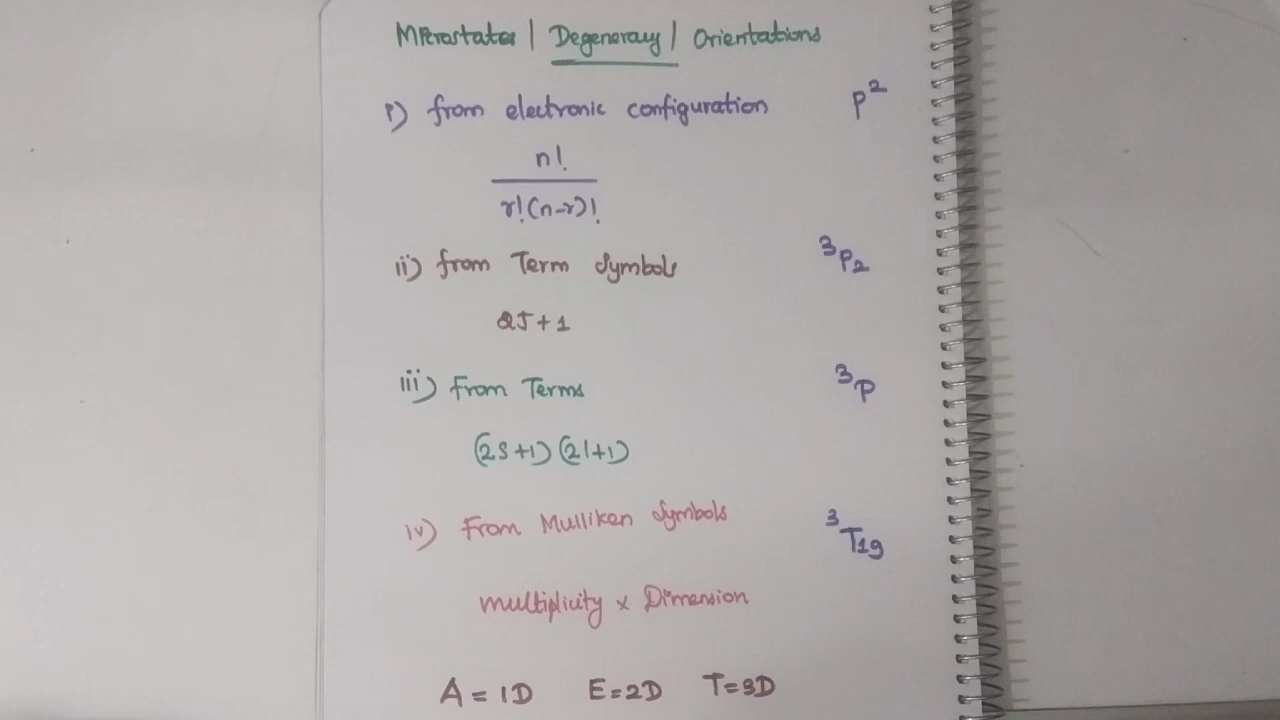 Microstates | Degeneracy | Orientations
i) from electronic configuration p²
n!
r!(n-r)!
ii) from Term Symbols ³P₂
2J+1
iii) From Terms ³P
(2s+1) (2l+1)
iv) From Mulliken Symbols ³T₁g
multiplicity × Dimension
A = 1D E=2D T=3D